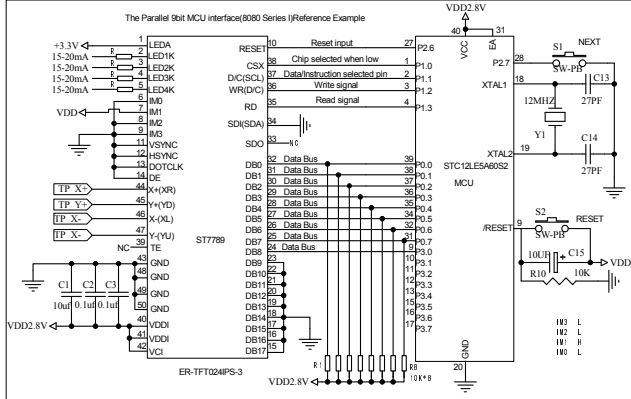 The Parallel 9bit MCU interface(8080 Series I)Reference Example
VDD2.8V
+3.3V 1 LEDA
15-20mA R 2 LED1K
15-20mA R 3 LED2K
15-20mA R 4 LED3K
15-20mA R 5 LED4K
6 IM0
VDD 7 IM1
8 IM2
9 IM3
11 VSYNC
12 HSYNC
13 DOTCLK
14 DE
TP X+ 44 X+(XR)
TP Y+ 45 Y+(YD)
TP X- 46 X-(XL)
TP X- 47 Y-(YU)
NC 39 TE
43 GND
48 GND
49 GND
50 GND
C1 C2 C3
10uf 0.1uf 0.1uf
VDD2.8V 40 VDDI
41 VDDI
42 VCI
ST7789
ER-TFT024IPS-3
RESET 10 Reset input 27 P2.6
CSX 38 Chip selected when low 1 P1.0
D/C(SCL) 37 Data/Instruction selected pin 2 P1.1
WR(D/C) 36 Write signal 3 P1.2
RD 35 Read signal 4 P1.3
SDI(SDA) 34
SDO 33 NC
DB0 32 Data Bus 39 P0.0
DB1 31 Data Bus 38 P0.1
DB2 30 Data Bus 37 P0.2
DB3 29 Data Bus 36 P0.3
DB4 28 Data Bus 35 P0.4
DB5 27 Data Bus 34 P0.5
DB6 26 Data Bus 32 P0.6
DB7 25 Data Bus 31 P0.7
DB8 24 Data Bus 9 P3.0
DB9 23 10 P3.1
DB10 22 11 P3.2
DB11 21 12 P3.3
DB12 20 13 P3.4
DB13 19 14 P3.5
DB14 18 15 P3.6
DB15 17 16 P3.7
DB16 16 17
DB17 15
R1 R8
10K*8
VDD2.8V
40 31
VCC EA
STC12LE5A60S2
MCU
P2.7 28
XTAL1 18
XTAL2 19
/RESET 9
GND
20
S1 NEXT
SW-PB
C13
27PF
12MHZ
Y1
C14
27PF
S2 RESET
SW-PB
10UF + C15
R10 10K
VDD
IM3 L
IM2 L
IM1 H
IM0 L